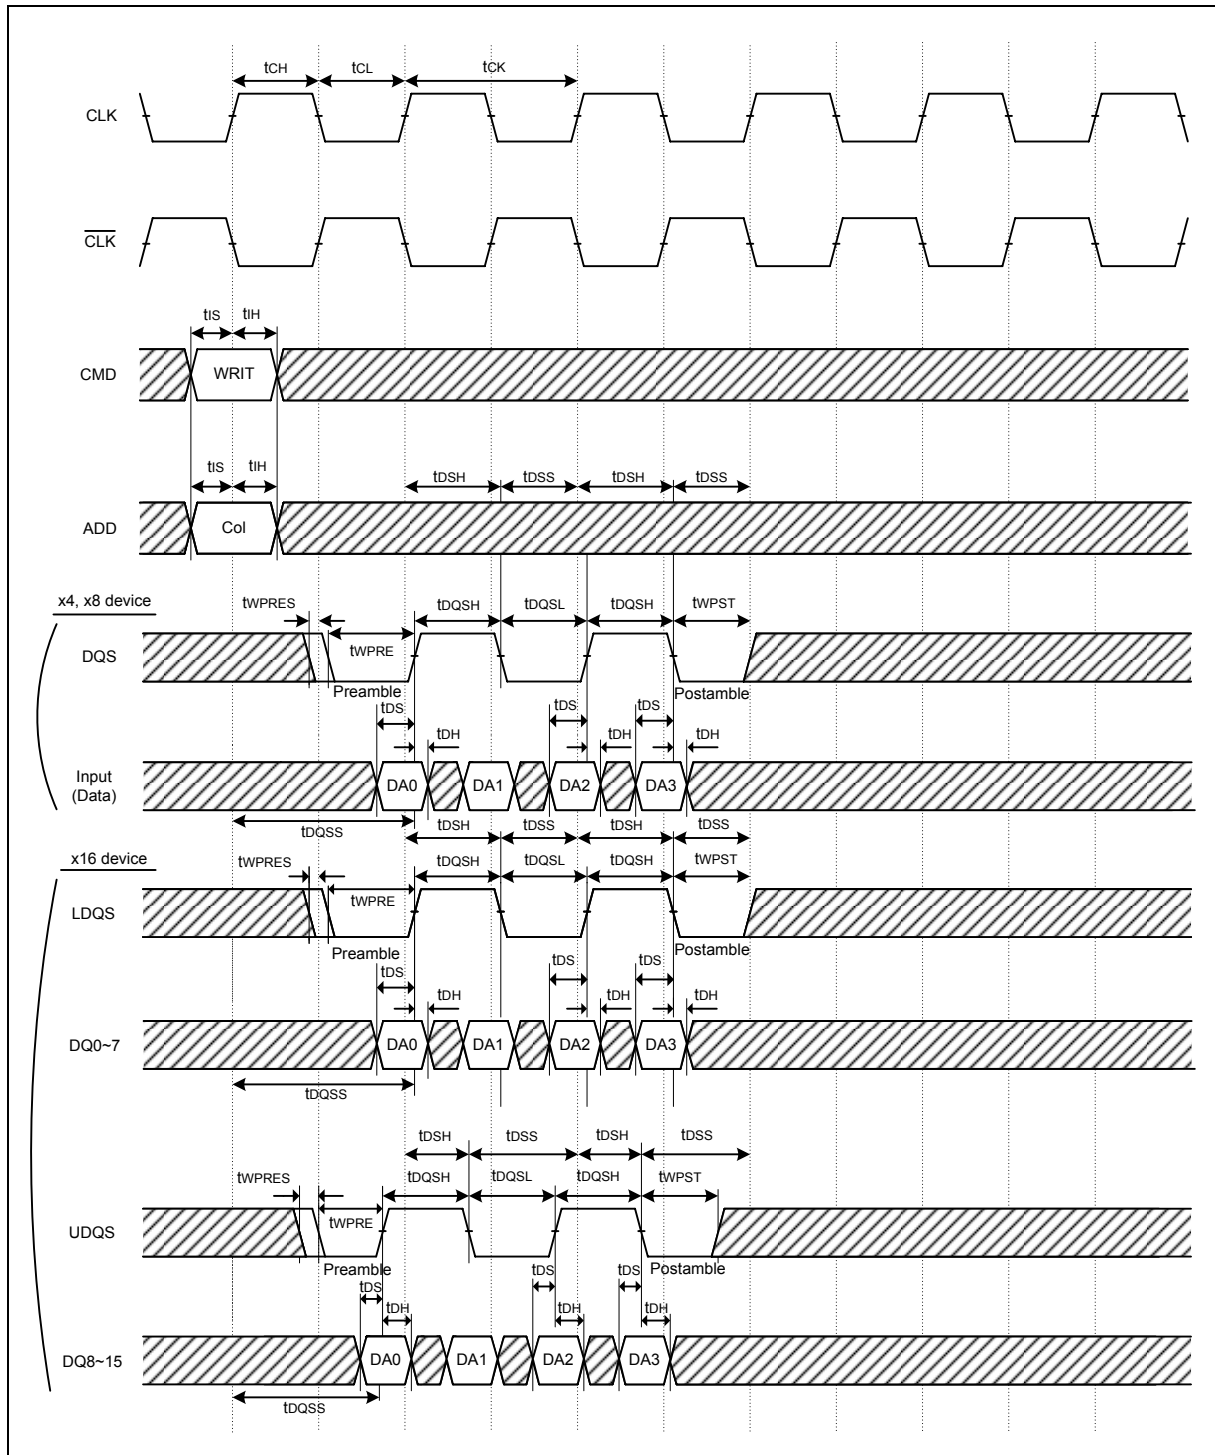 tCH tCL tCK
CLK
CLK
tIS tIH
CMD WRIT
tIS tIH tDSH tDSS tDSH tDSS
ADD Col
x4, x8 device
tWPRES tDQSH tDQSL tDQSH tWPST
DQS tWPRE
Preamble Postamble
tDS tDS tDS
tDH tDH tDH
Input
(Data) DA0 DA1 DA2 DA3
tDQSS tDSH tDSS tDSH tDSS
x16 device
tWPRES tDQSH tDQSL tDQSH tWPST
LDQS tWPRE
Preamble Postamble
tDS tDS tDS
tDH tDH tDH
DQ0~7 DA0 DA1 DA2 DA3
tDQSS
tDSH tDSS tDSH tDSS
tWPRES tDQSH tDQSL tDQSH tWPST
UDQS tWPRE
Preamble Postamble
tDS tDS tDS
tDH tDH tDH
DQ8~15 DA0 DA1 DA2 DA3
tDQSS